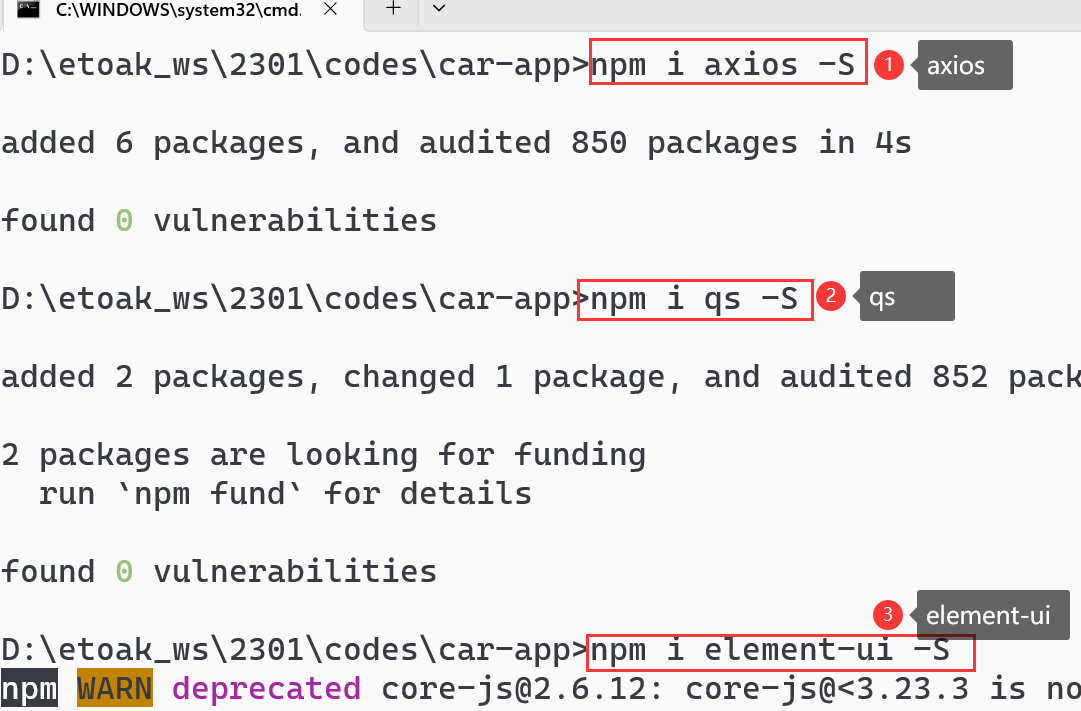 C:\WINDOWS\system32\cmd.
D:\etoak_ws\2301\codes\car-app>npm i axios -S 1 axios
added 6 packages, and audited 850 packages in 4s
found 0 vulnerabilities
D:\etoak_ws\2301\codes\car-app>npm i qs -S 2 qs
added 2 packages, changed 1 package, and audited 852 pack
2 packages are looking for funding
run `npm fund` for details
found 0 vulnerabilities
3 element-ui
D:\etoak_ws\2301\codes\car-app>npm i element-ui -S
npm WARN deprecated core-js@2.6.12: core-js@<3.23.3 is no